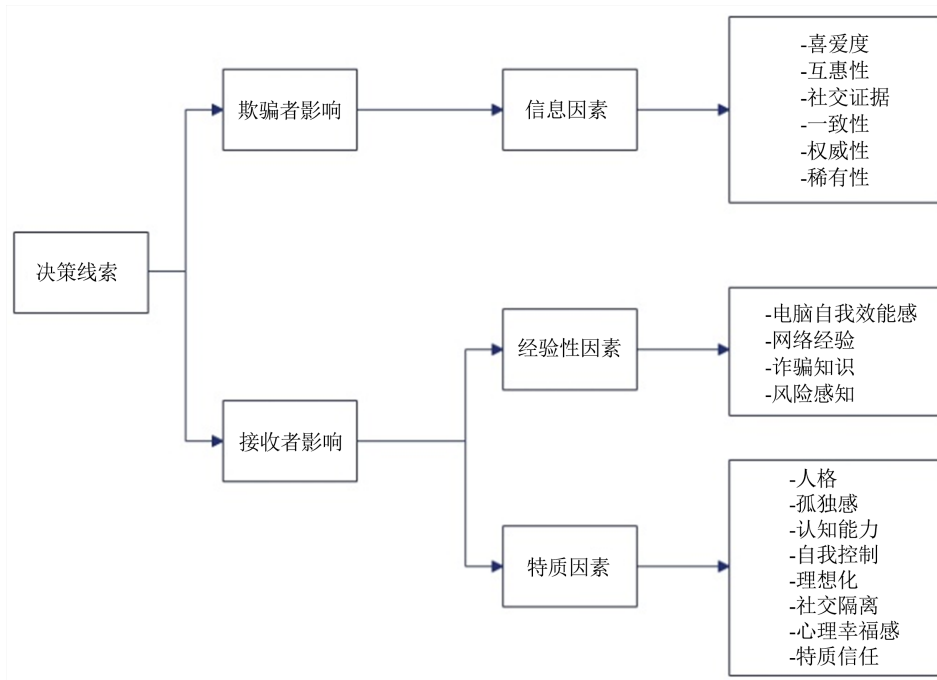 决策线索
欺骗者影响
信息因素
-喜爱度
-互惠性
-社交证据
-一致性
-权威性
-稀有性
接收者影响
经验性因素
-电脑自我效能感
-网络经验
-诈骗知识
-风险感知
特质因素
-人格
-孤独感
-认知能力
-自我控制
-理想化
-社交隔离
-心理幸福感
-特质信任